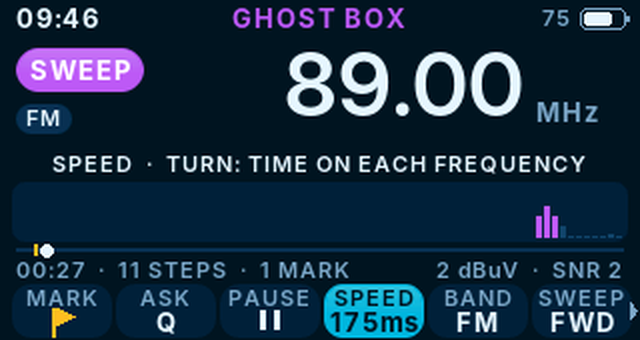 09:46 GHOST BOX 75
SWEEP 89.00 MHz
FM
SPEED · TURN: TIME ON EACH FREQUENCY
00:27 · 11 STEPS · 1 MARK 2 dBuV · SNR 2
MARK ASK PAUSE SPEED BAND SWEEP
Q 175ms FM FWD